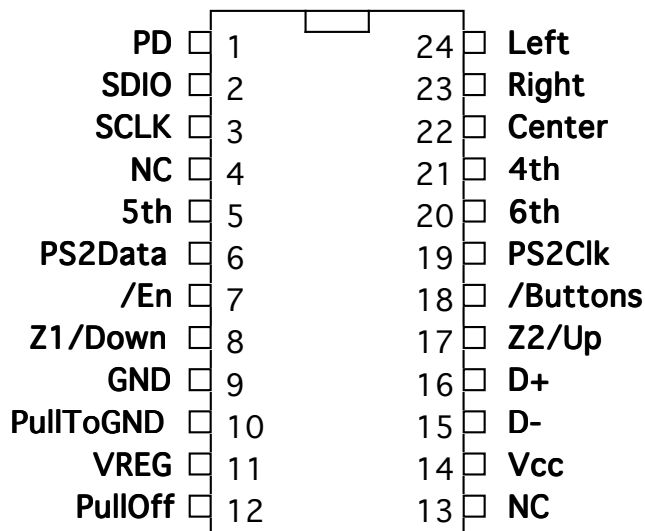 PD 1 24 Left
SDIO 2 23 Right
SCLK 3 22 Center
NC 4 21 4th
5th 5 20 6th
PS2Data 6 19 PS2Clk
/En 7 18 /Buttons
Z1/Down 8 17 Z2/Up
GND 9 16 D+
PullToGND 10 15 D-
VREG 11 14 Vcc
PullOff 12 13 NC